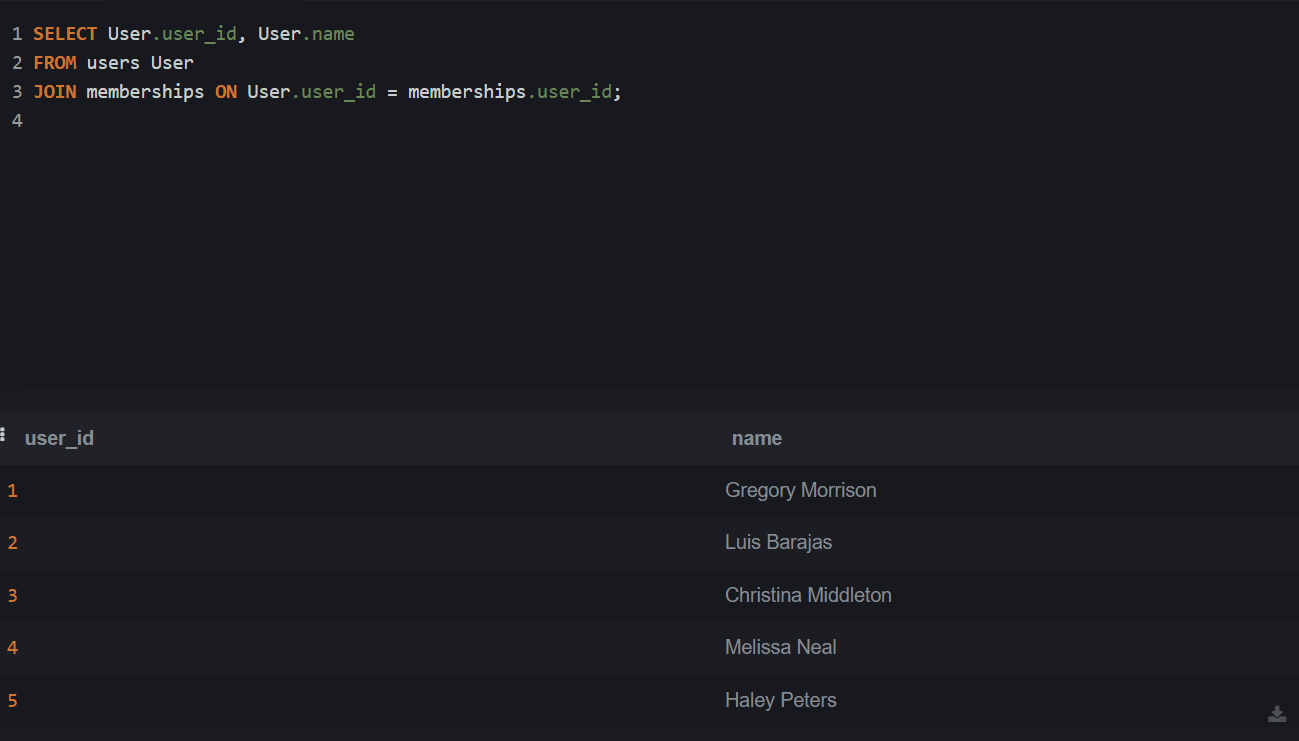 1 SELECT User.user_id, User.name
2 FROM users User
3 JOIN memberships ON User.user_id = memberships.user_id;
4
user_id name
1 Gregory Morrison
2 Luis Barajas
3 Christina Middleton
4 Melissa Neal
5 Haley Peters